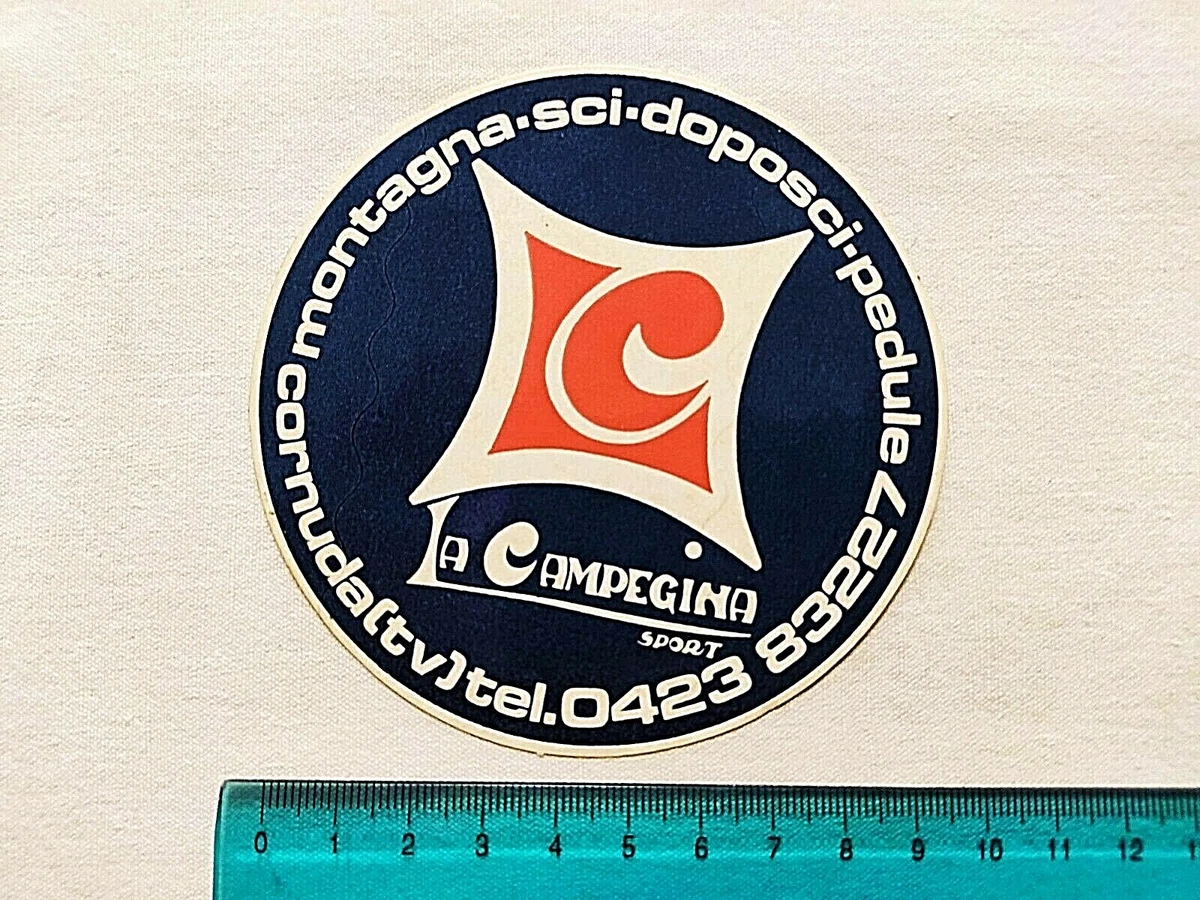 montagna·sci·doposci·pedula
C
LA CAMPEGINA
SPORT
cornuda(tv)tel.0423 83227
0 1 2 3 4 5 6 7 8 9 10 11 12